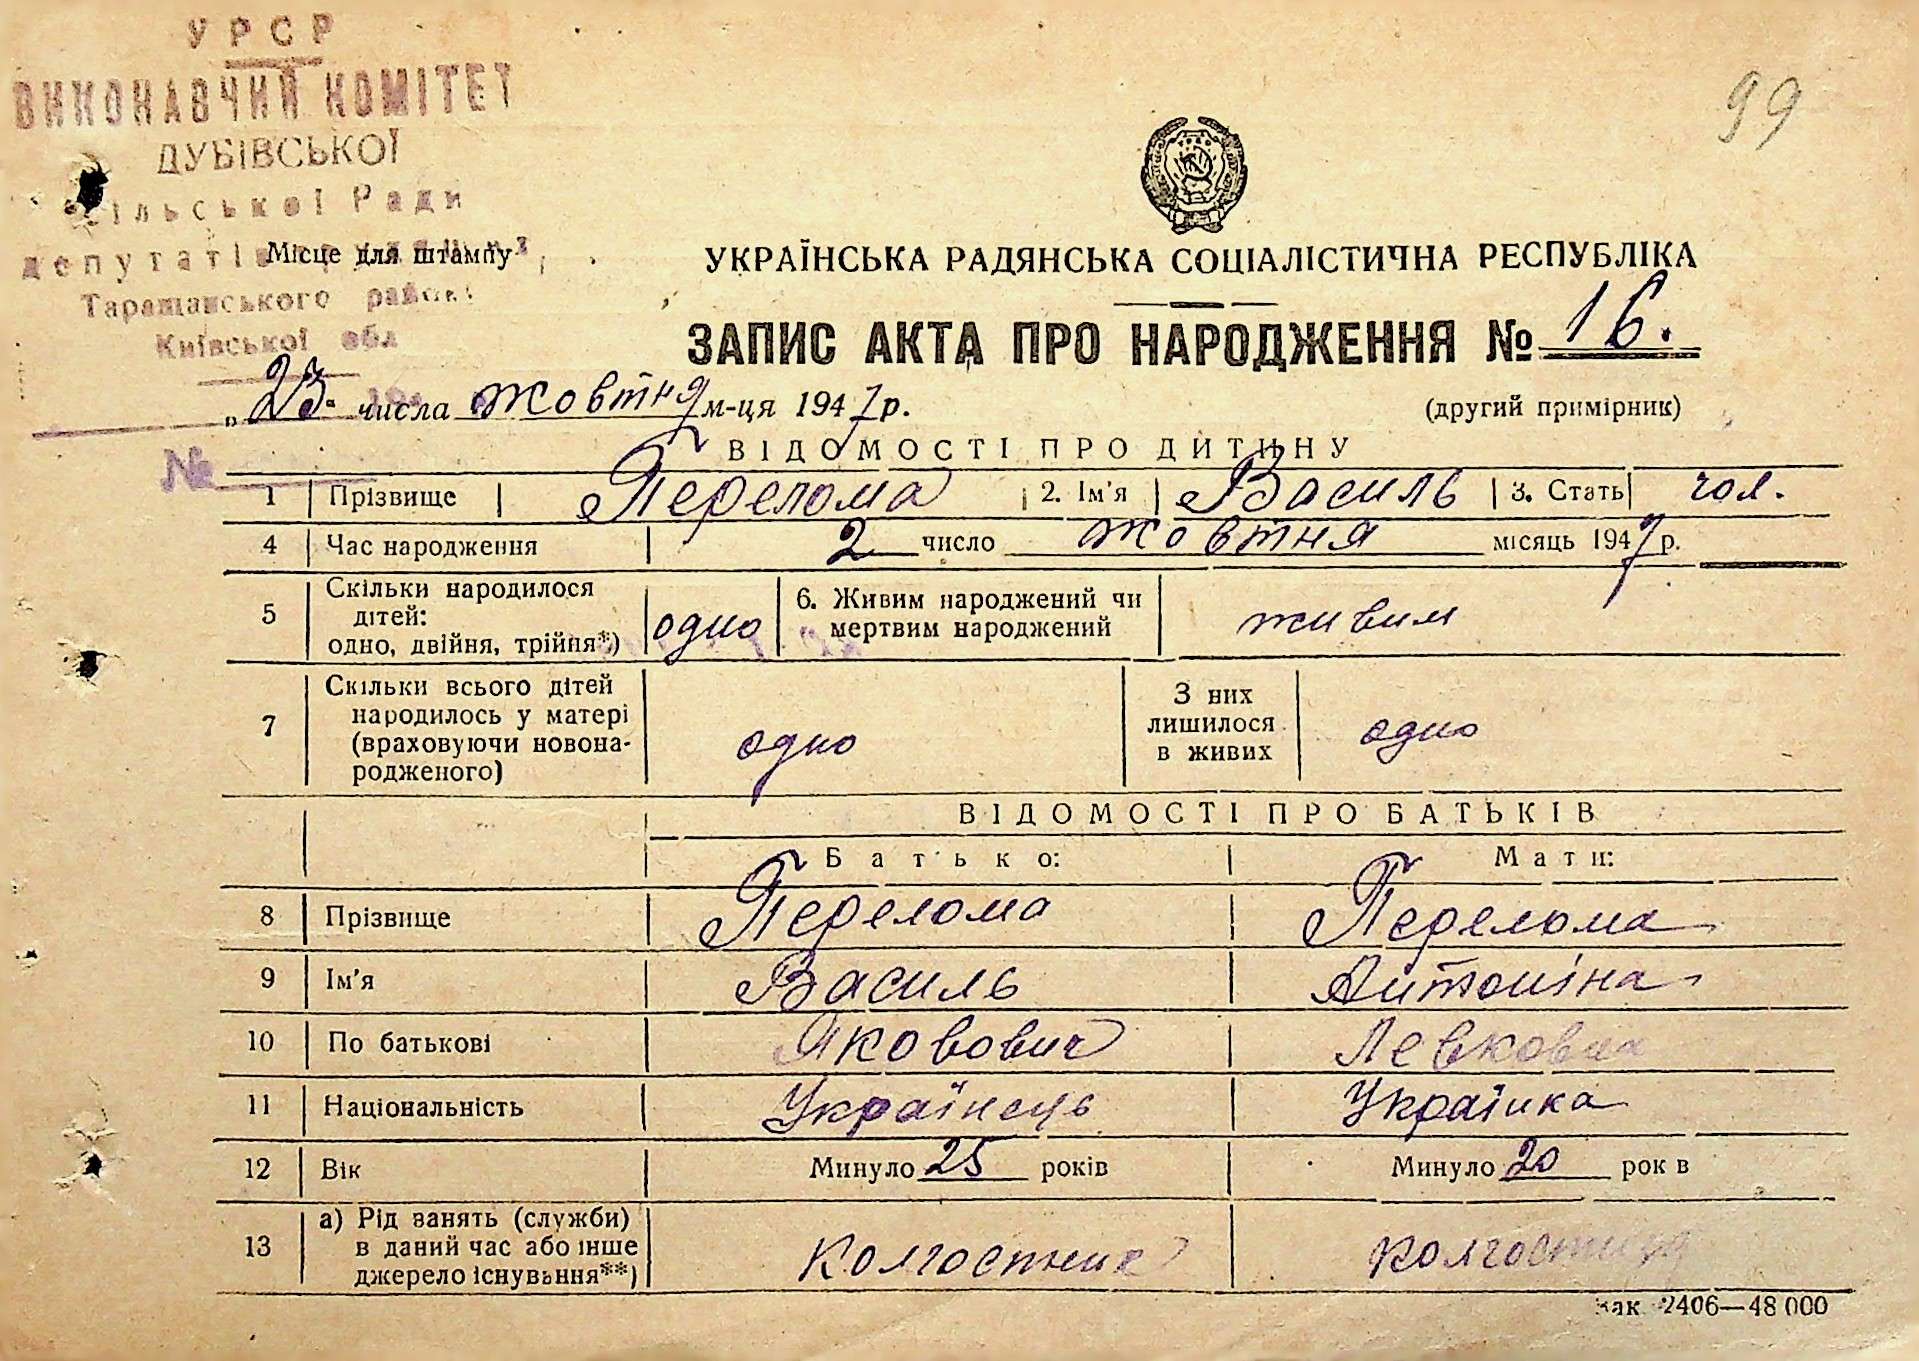 УРСР
ВИКОНАВЧИЙ КОМІТЕТ
ДУБІВСЬКОЇ
сільської Ради
депутатів
Місце для штампу
Таращанського району
Київської обл
№
99
УКРАЇНСЬКА РАДЯНСЬКА СОЦІАЛІСТИЧНА РЕСПУБЛІКА
ЗАПИС АКТА ПРО НАРОДЖЕННЯ № 16.
„ 23 числа жовтня м-ця 1947 р.
(другий примірник)
ВІДОМОСТІ ПРО ДИТИНУ
1 Прізвище Перелома 2. Ім'я Василь 3. Стать чол.
4 Час народження 2 число жовтня місяць 1947 р.
5 Скільки народилося дітей: одно, двійня, трійня*) одно 6. Живим народжений чи мертвим народжений живим
7 Скільки всього дітей народилось у матері (враховуючи новонародженого) одно З них лишилося в живих одно
ВІДОМОСТІ ПРО БАТЬКІВ
Батько: Мати:
8 Прізвище Перелома Перелома
9 Ім'я Василь Антоніна
10 По батькові Якович Левковна
11 Національність Українець Українка
12 Вік Минуло 25 років Минуло 20 рок в
13 а) Рід занять (служби) в даний час або інше джерело існування**) Колгоспник колгоспниця
Зак. 2406—48 000